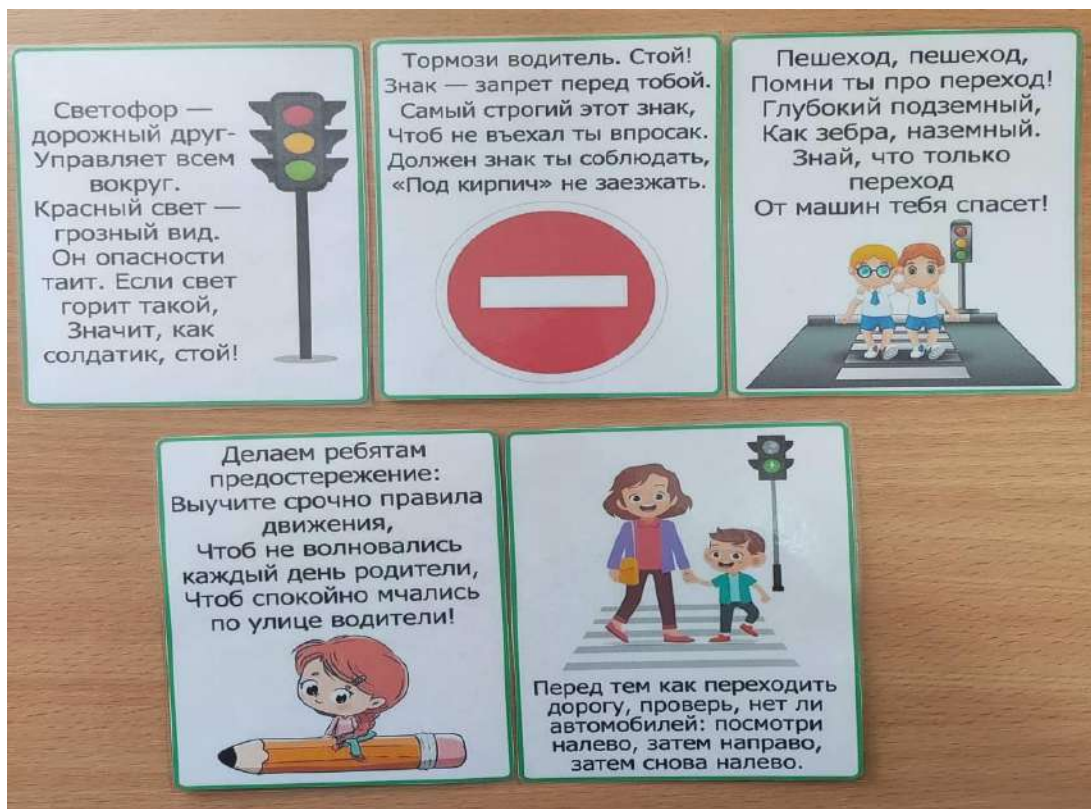 Светофор —
дорожный друг-
Управляет всем
вокруг.
Красный свет —
грозный вид.
Он опасности
таит. Если свет
горит такой,
Значит, как
солдатик, стой!
Тормози водитель. Стой!
Знак — запрет перед тобой.
Самый строгий этот знак,
Чтоб не въехал ты впросак.
Должен знак ты соблюдать,
«Под кирпич» не заезжать.
Пешеход, пешеход,
Помни ты про переход!
Глубокий подземный,
Как зебра, наземный.
Знай, что только
переход
От машин тебя спасет!
Делаем ребятам
предостережение:
Выучите срочно правила
движения,
Чтоб не волновались
каждый день родители,
Чтоб спокойно мчались
по улице водители!
Перед тем как переходить
дорогу, проверь, нет ли
автомобилей: посмотри
налево, затем направо,
затем снова налево.